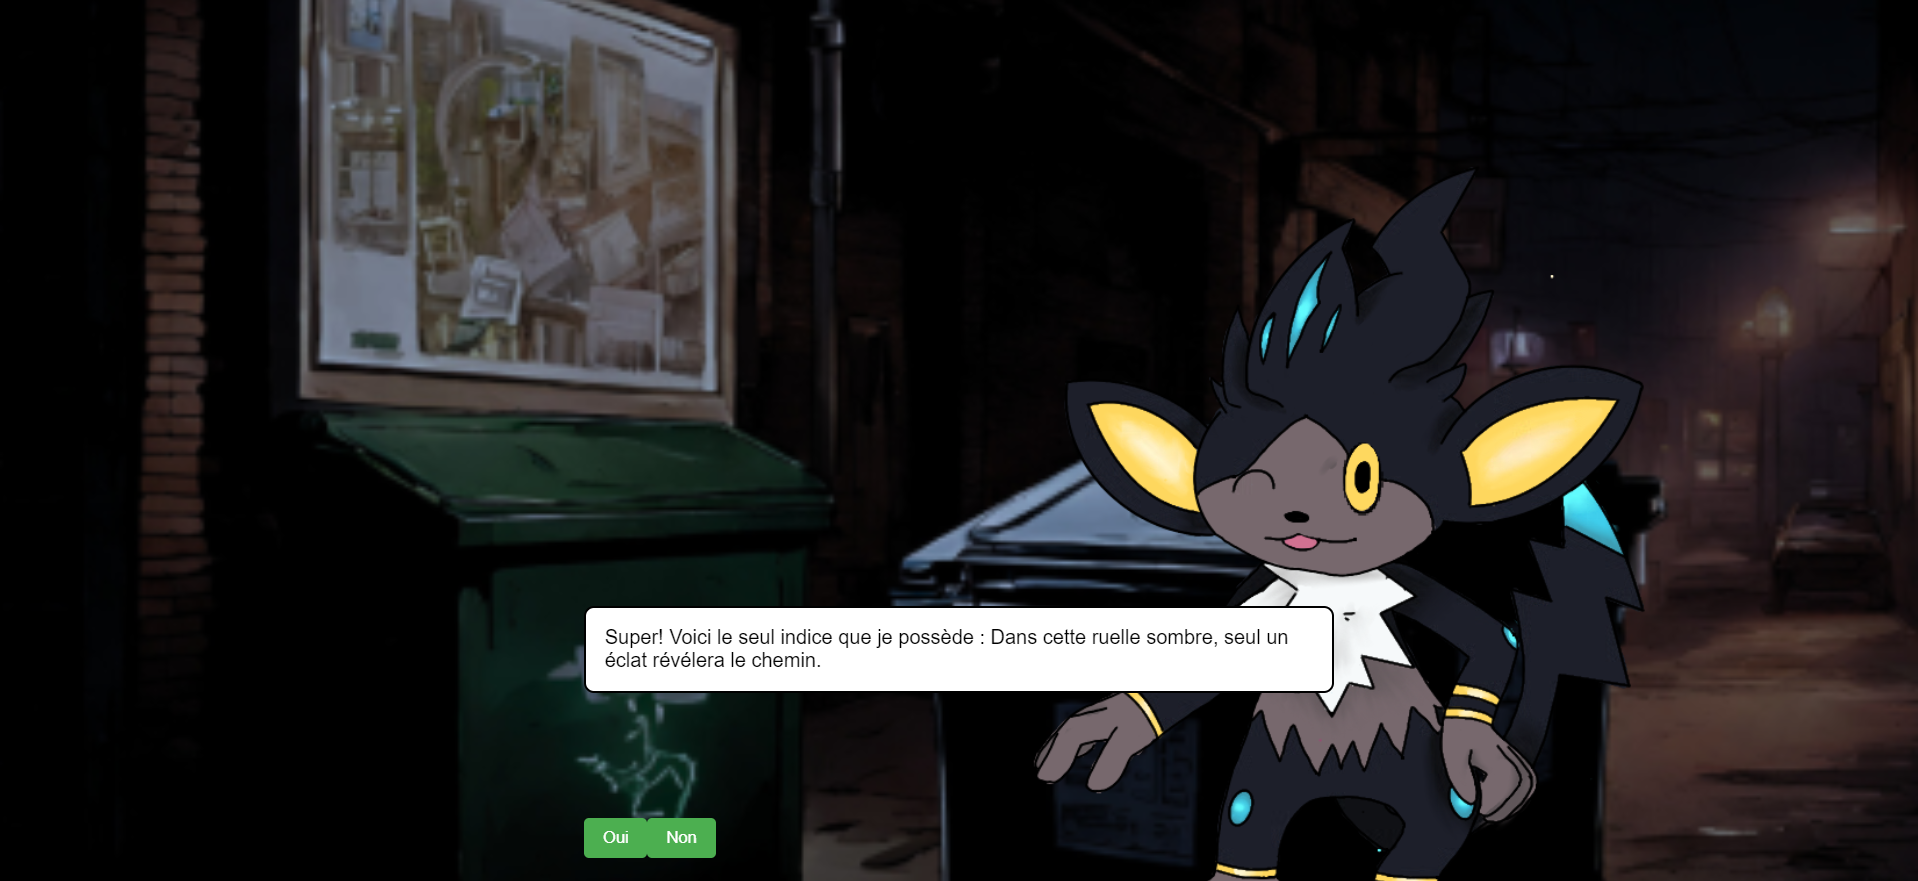 Super! Voici le seul indice que je possède : Dans cette ruelle sombre, seul un
éclat révélera le chemin.
Oui
Non